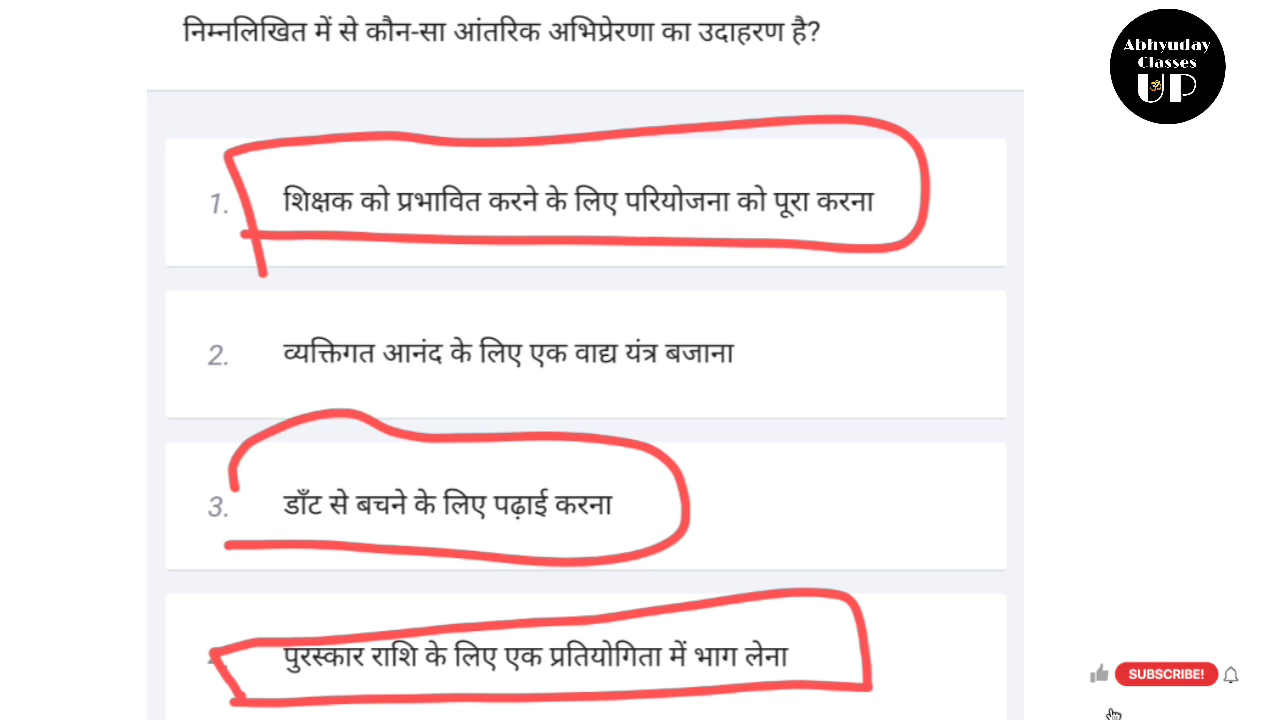 निम्नलिखित में से कौन-सा आंतरिक अभिप्रेरणा का उदाहरण है?
Abhyuday
Classes
UP
1. शिक्षक को प्रभावित करने के लिए परियोजना को पूरा करना
2. व्यक्तिगत आनंद के लिए एक वाद्य यंत्र बजाना
3. डाँट से बचने के लिए पढ़ाई करना
पुरस्कार राशि के लिए एक प्रतियोगिता में भाग लेना
SUBSCRIBE!